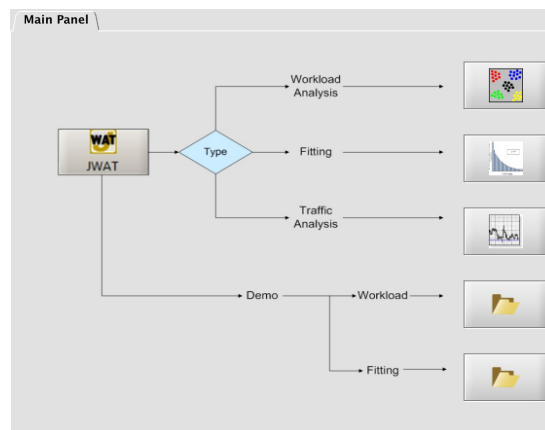 Main Panel
Workload
Analysis
WAT
JWAT
Type
Fitting
Traffic
Analysis
Demo
Workload
Fitting